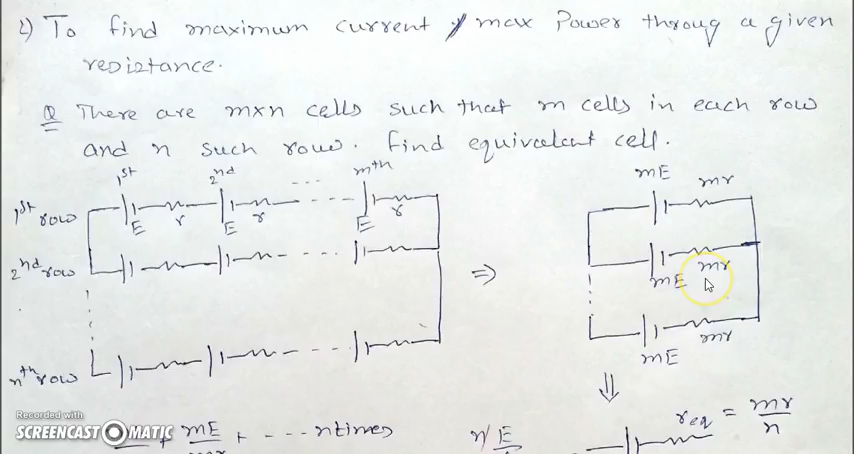 2) To find maximum current / max Power throug a given
resistance.
Q There are m×n cells such that m cells in each row
and n such rows. Find equivalent cell.
1st 2nd ... mth
1st row
E r E r E r
2nd row
nth row
⇒
mE mr
mE mr
mE mr
⇓
mE/mr + ---- n times
n/E
req = mr/n
Recorded with
SCREENCAST O MATIC